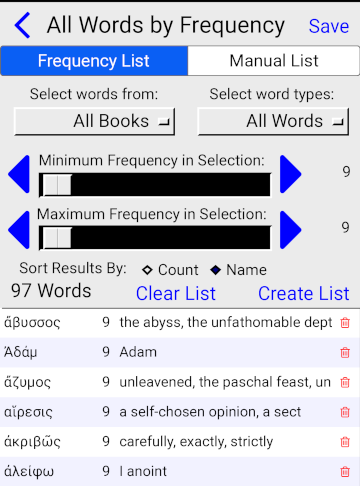 All Words by Frequency Save
Frequency List Manual List
Select words from: Select word types:
All Books All Words
Minimum Frequency in Selection:
9
Maximum Frequency in Selection:
9
Sort Results By: Count Name
97 Words Clear List Create List
ἄβυσσος 9 the abyss, the unfathomable dept
Ἀδάμ 9 Adam
ἄζυμος 9 unleavened, the paschal feast, un
αἵρεσις 9 a self-chosen opinion, a sect
ἀκριβῶς 9 carefully, exactly, strictly
ἀλείφω 9 I anoint